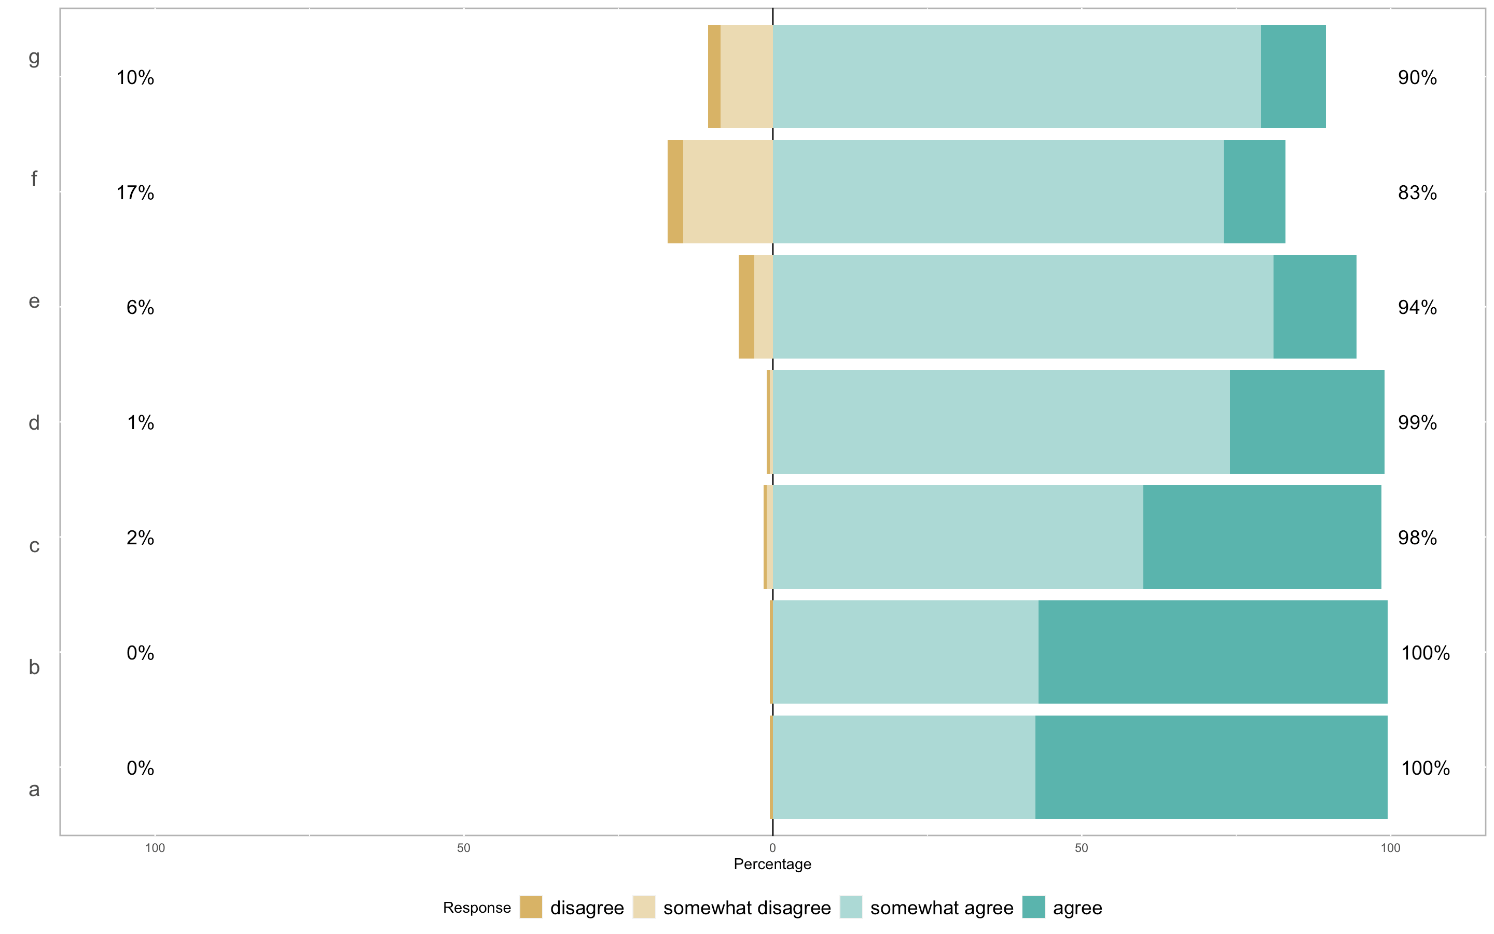 g
10%
90%
f
17%
83%
e
6%
94%
d
1%
99%
c
2%
98%
b
0%
100%
a
0%
100%
100 50 0 50 100
Percentage
Response disagree somewhat disagree somewhat agree agree